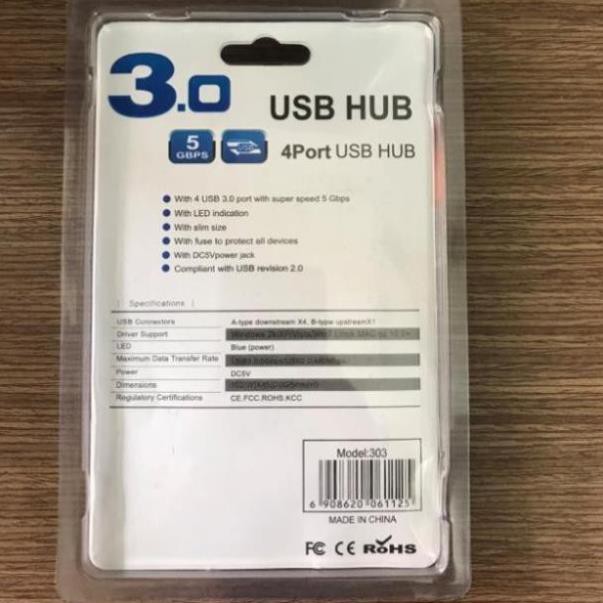 3.0
USB HUB
5
GBPS
4Port USB HUB
With 4 USB 3.0 port with super speed 5 Gbps
With LED indication
With slim size
With fuse to protect all devices
With DC5Vpower jack
Compliant with USB revision 2.0
| Specifications |
USB Connectors A-type downstream X4, B-type upstreamX1
Driver Support
LED Blue (power)
Maximum Data Transfer Rate
Power DC5V
Dimensions
Regulatory Certifications CE.FCC.ROHS.KCC
Model:303
6 908620 061125
MADE IN CHINA
FC CE RoHS